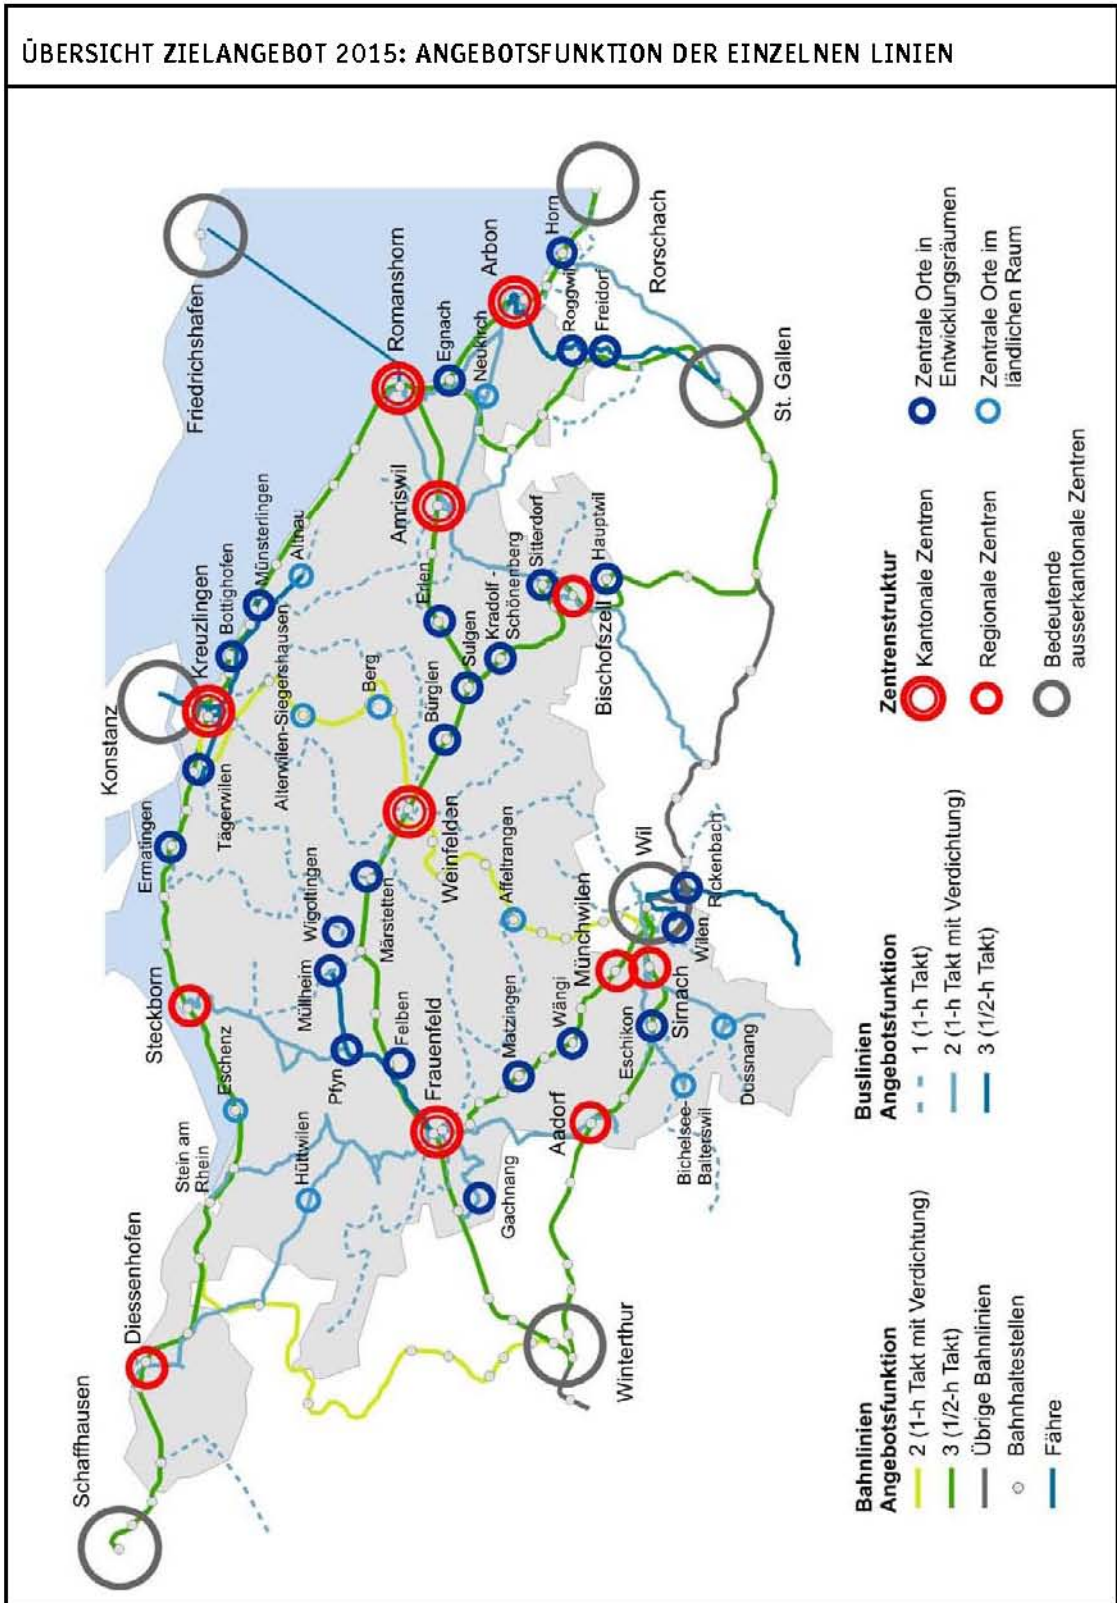 ÜBERSICHT ZIELANGEBOT 2015: ANGEBOTSFUNKTION DER EINZELNEN LINIEN
Schaffhausen
Diessenhofen
Stein am
Rhein
Eschenz
Steckborn
Ermatingen
Konstanz
Tägerwilen
Kreuzlingen
Bottighofen
Münsterlingen
Altnau
Friedrichshafen
Romanshorn
Egnach
Neukirch
Arbon
Horn
Roggwil
Freidorf
Rorschach
St. Gallen
Hüttwilen
Pfyn
Müllheim
Wigoltingen
Felben
Märstetten
Frauenfeld
Gachnang
Weinfelden
Alterwilen-Siegershausen
Berg
Bürglen
Sulgen
Erlen
Amriswil
Kradolf -
Schönenberg
Sitterdorf
Hauptwil
Bischofszell
Affeltrangen
Matzingen
Wängi
Münchwilen
Wil
Rickenbach
Wilen
Sirnach
Eschikon
Aadorf
Bichelsee-
Balterswil
Dussnang
Winterthur
Bahnlinien
Angebotsfunktion
2 (1-h Takt mit Verdichtung)
3 (1/2-h Takt)
Übrige Bahnlinien
Bahnhaltestellen
Fähre
Buslinien
Angebotsfunktion
1 (1-h Takt)
2 (1-h Takt mit Verdichtung)
3 (1/2-h Takt)
Zentrenstruktur
Kantonale Zentren
Regionale Zentren
Bedeutende
ausserkantonale Zentren
Zentrale Orte in
Entwicklungsräumen
Zentrale Orte im
ländlichen Raum